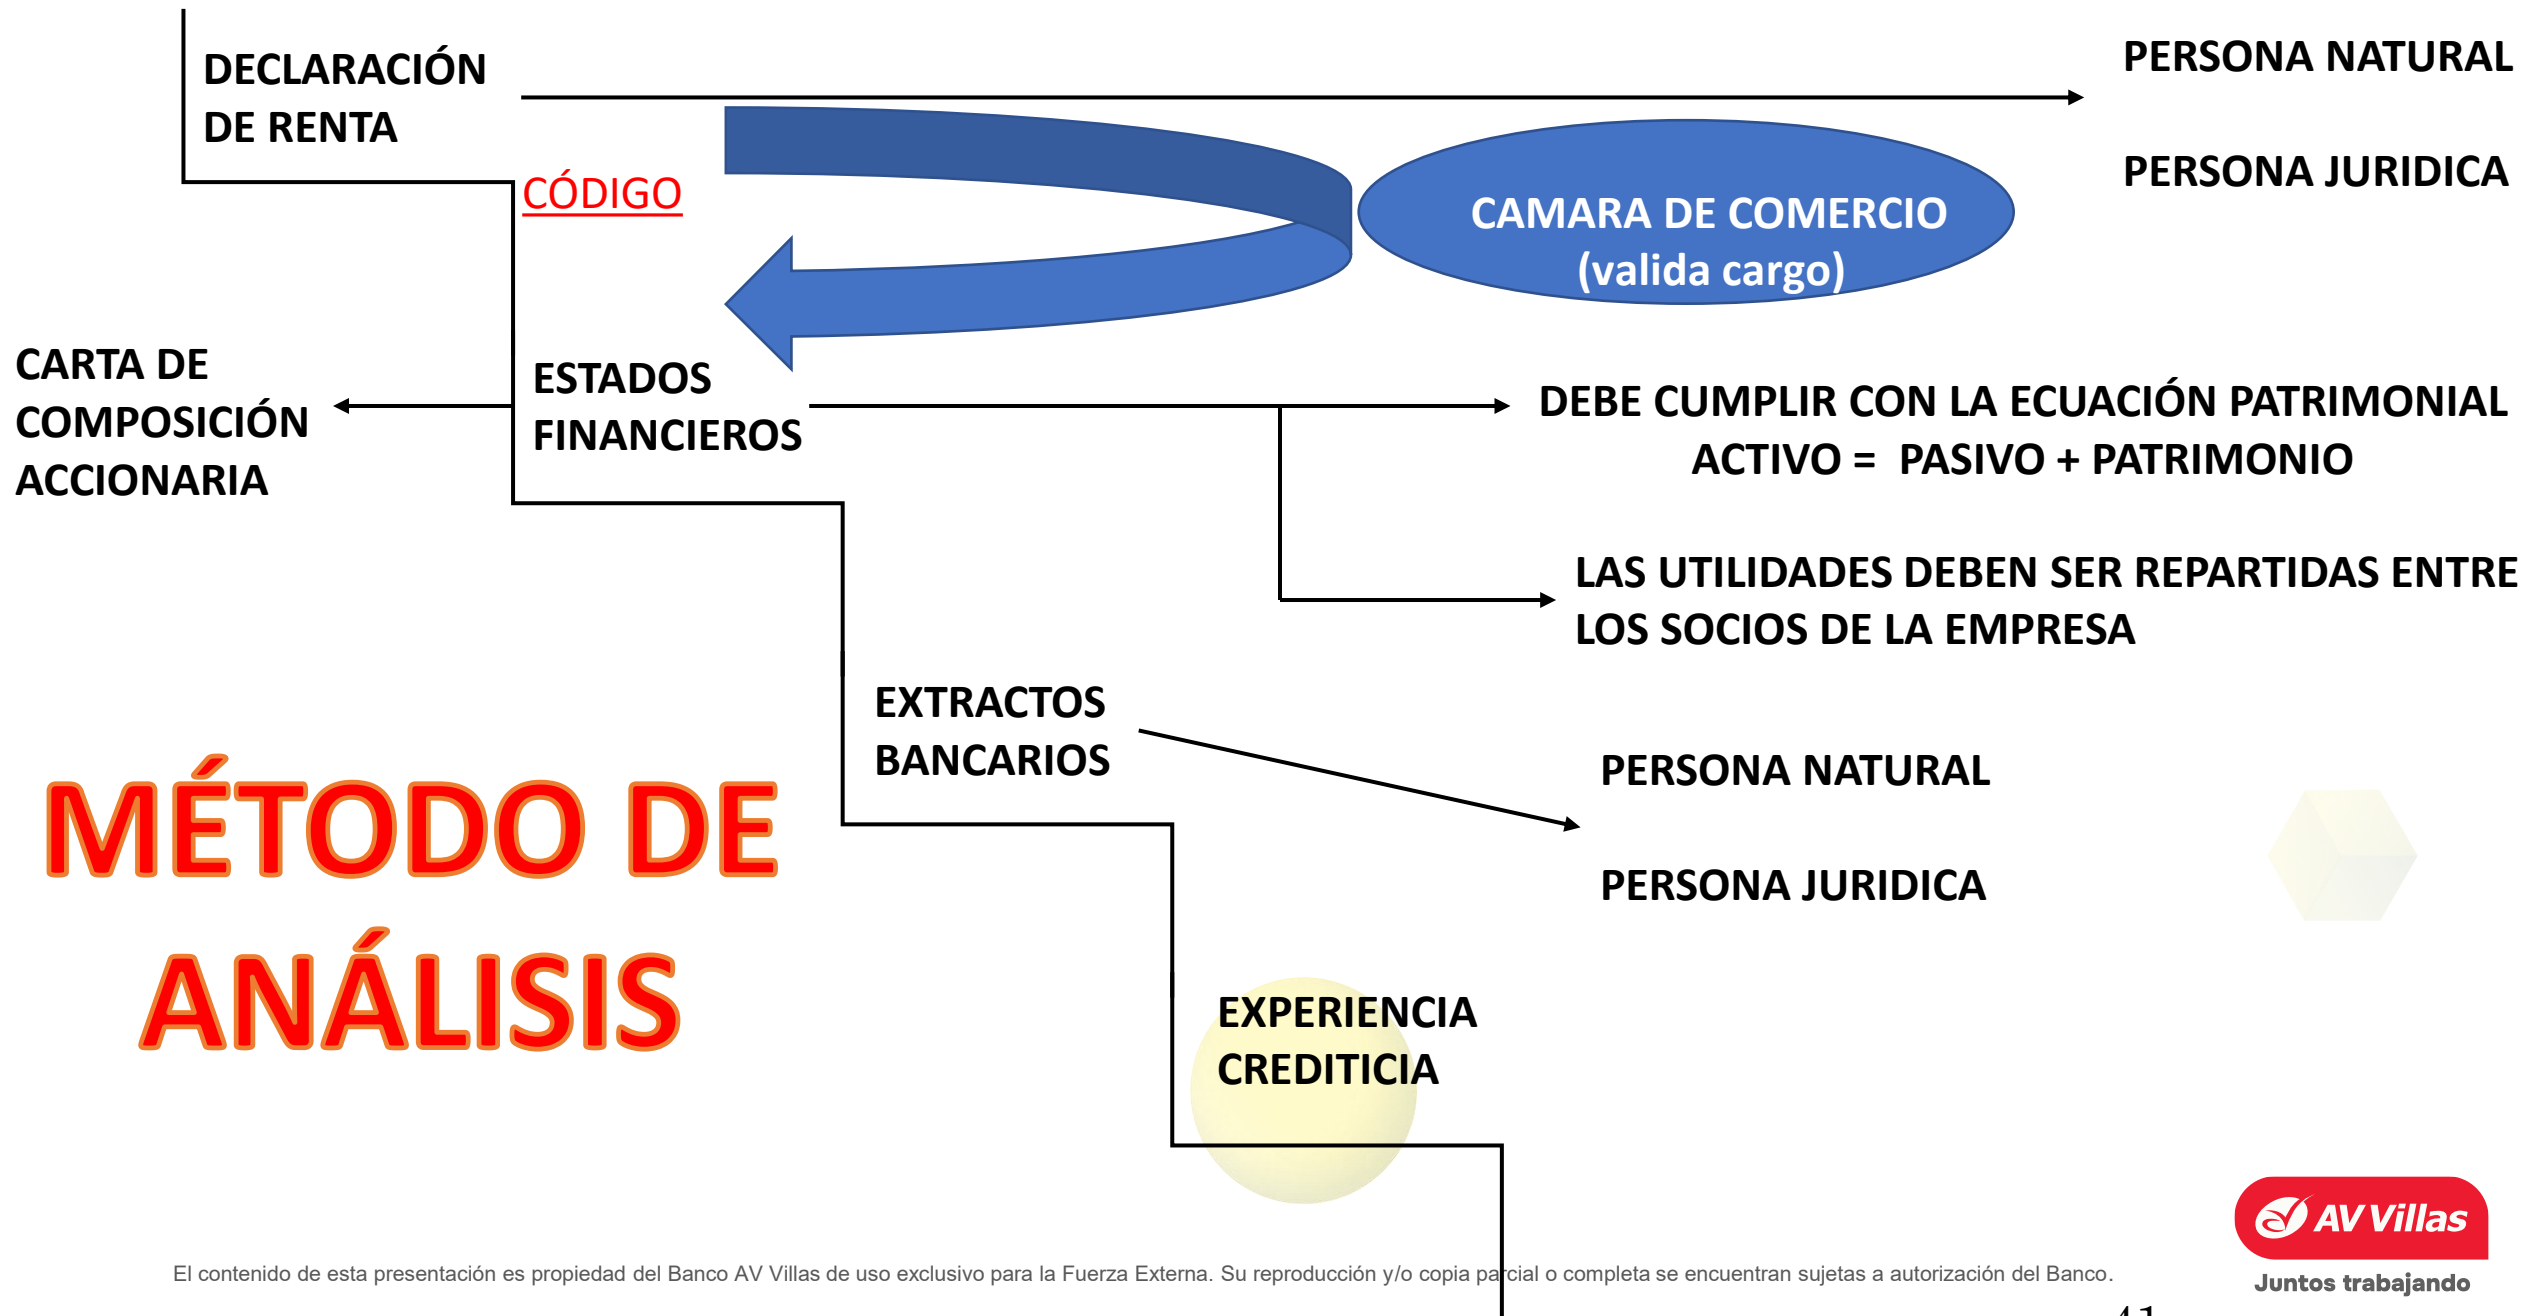 DECLARACIÓN
DE RENTA
PERSONA NATURAL
PERSONA JURIDICA
CÓDIGO
CAMARA DE COMERCIO
(valida cargo)
CARTA DE
COMPOSICIÓN
ACCIONARIA
ESTADOS
FINANCIEROS
DEBE CUMPLIR CON LA ECUACIÓN PATRIMONIAL
ACTIVO = PASIVO + PATRIMONIO
LAS UTILIDADES DEBEN SER REPARTIDAS ENTRE
LOS SOCIOS DE LA EMPRESA
EXTRACTOS
BANCARIOS
PERSONA NATURAL
PERSONA JURIDICA
MÉTODO DE
ANÁLISIS
EXPERIENCIA
CREDITICIA
AV Villas
Juntos trabajando
El contenido de esta presentación es propiedad del Banco AV Villas de uso exclusivo para la Fuerza Externa. Su reproducción y/o copia parcial o completa se encuentran sujetas a autorización del Banco.